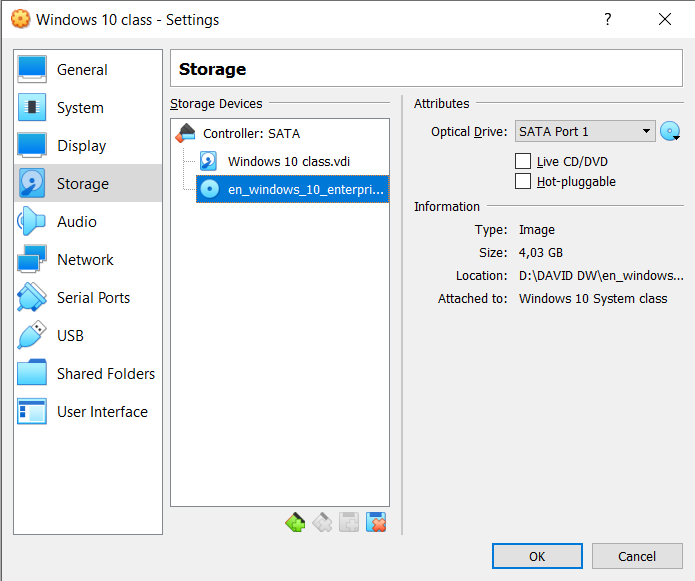 Windows 10 class - Settings
?
General
System
Display
Storage
Audio
Network
Serial Ports
USB
Shared Folders
User Interface
Storage
Storage Devices
Controller: SATA
Windows 10 class.vdi
en_windows_10_enterpri...
Attributes
Optical Drive: SATA Port 1
Live CD/DVD
Hot-pluggable
Information
Type: Image
Size: 4,03 GB
Location: D:\DAVID DW\en_windows...
Attached to: Windows 10 System class
OK
Cancel